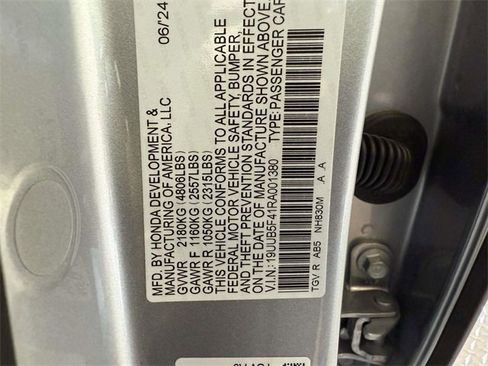 MFD. BY HONDA DEVELOPMENT & 06/24
MANUFACTURING OF AMERICA, LLC
GVWR 2180KG (4806LBS)
GAWR F 1160KG (2557LBS)
GAWR R 1050KG (2315LBS)
THIS VEHICLE CONFORMS TO ALL APPLICABLE
FEDERAL MOTOR VEHICLE SAFETY, BUMPER,
AND THEFT PREVENTION STANDARDS IN EFFECT
ON THE DATE OF MANUFACTURE SHOWN ABOVE.
V.I.N.: 19UUB5F41RA001390 TYPE:PASSENGER CAR
TGV R AB5 NH830M .A .A